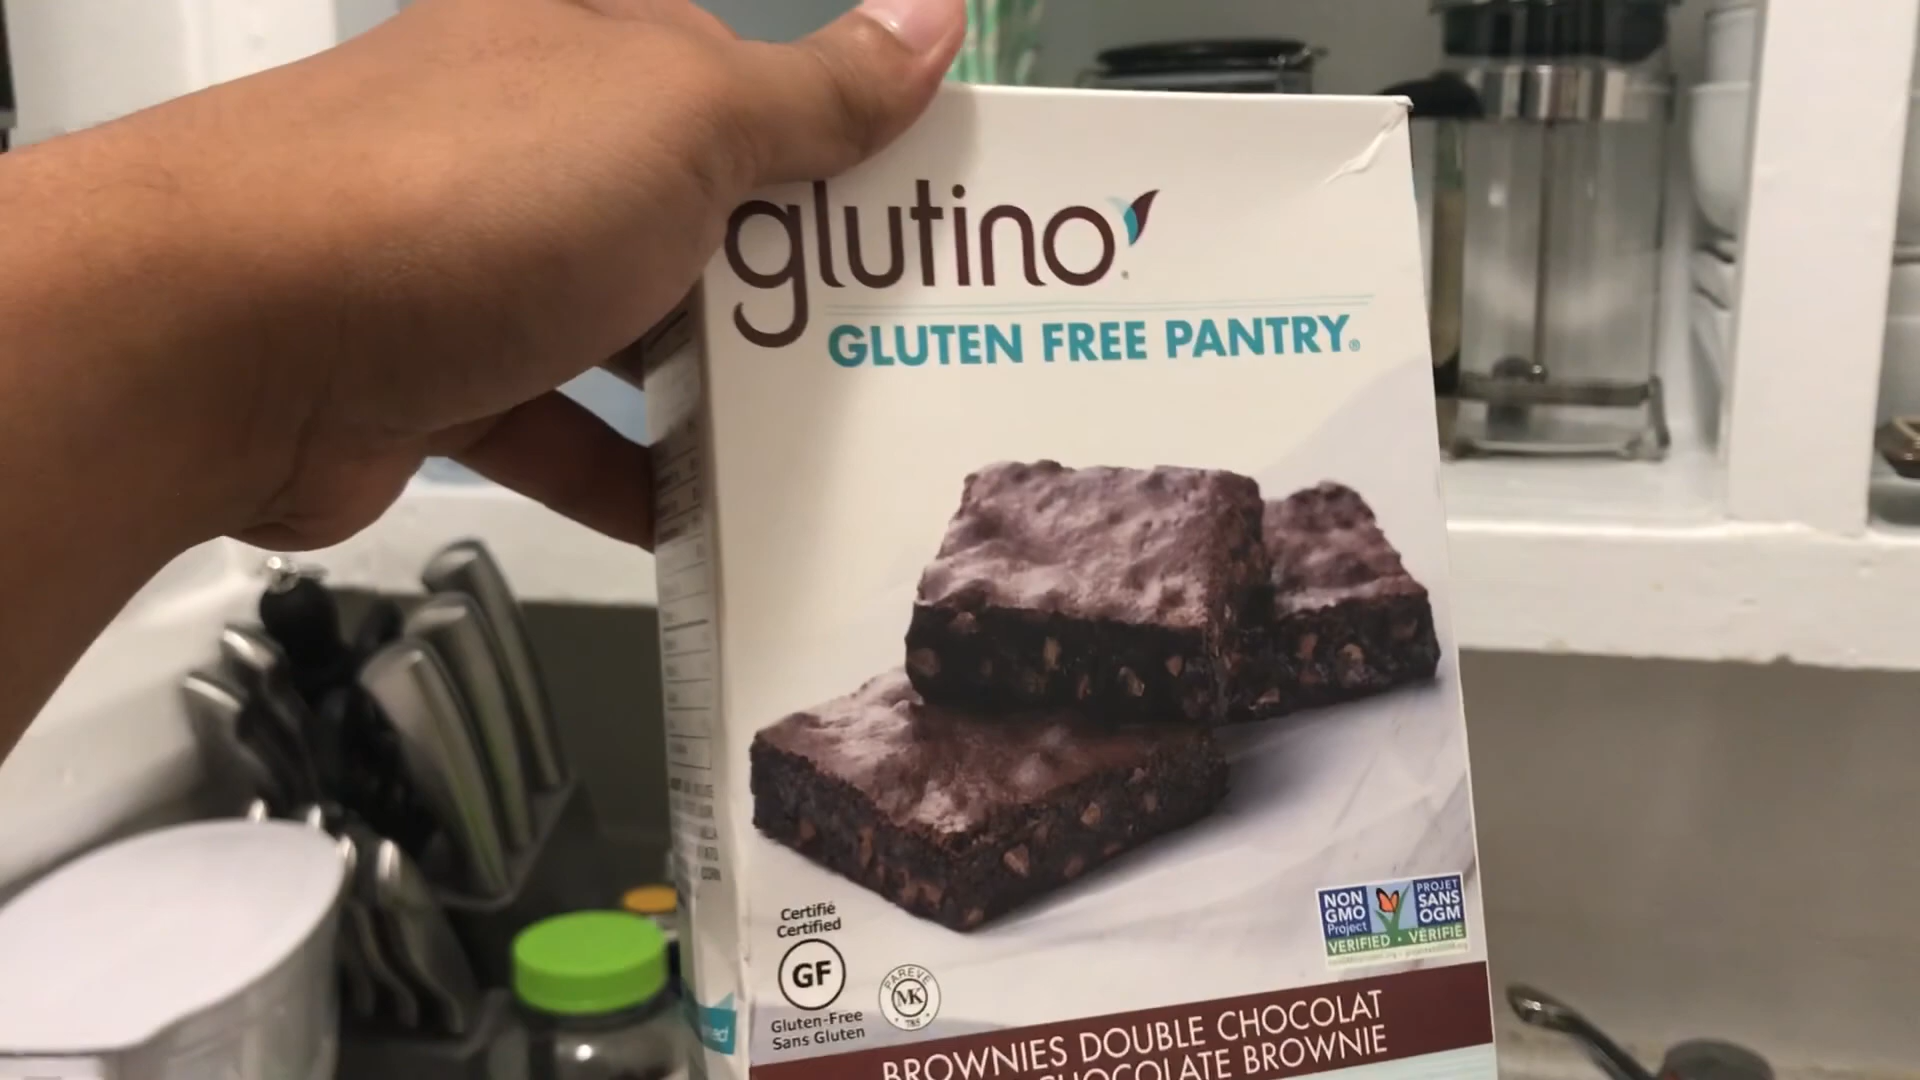 glutino
GLUTEN FREE PANTRY®
Certifié
Certified
GF
Gluten-Free
Sans Gluten
PAREVE
MK
NON
GMO
Project
PROJET
SANS
OGM
VERIFIED · VÉRIFIÉ
BROWNIES DOUBLE CHOCOLAT
CHOCOLATE BROWNIE